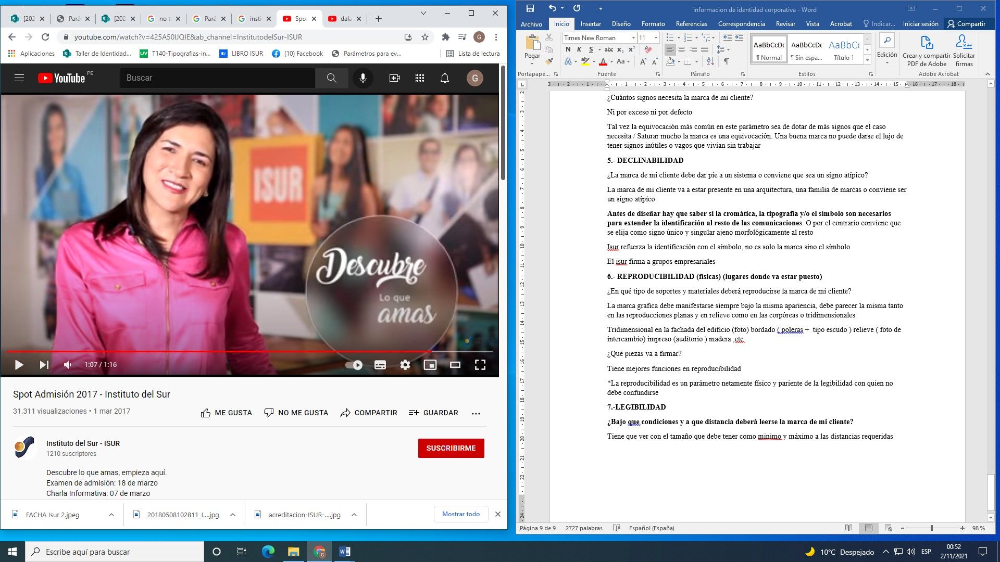 [202
Pará
[202
no ti
Pará
insti
Spot
dala
youtube.com/watch?v=425A50IJQIE&ab_channel=InstitutodelSur-ISUR
Aplicaciones
Taller de Identidad...
T140-Tipografias-in...
LIBRO ISUR
(10) Facebook
Parámetros para ev...
Lista de lectura
YouTube PE
Buscar
G
ISUR
Descubre
Lo que
amas
1:07 / 1:16
Spot Admisión 2017 - Instituto del Sur
31.311 visualizaciones • 1 mar 2017
ME GUSTA
NO ME GUSTA
COMPARTIR
GUARDAR
Instituto del Sur - ISUR
1210 suscriptores
SUSCRIBIRME
Descubre lo que amas, empieza aquí.
Examen de admisión: 18 de marzo
Charla Informativa: 07 de marzo
FACHA Isur 2.jpeg
20180508102811_I....jpg
acreditacion-ISUR-....jpg
Mostrar todo
informacion de identidad corporativa - Word
Archivo
Inicio
Insertar
Diseño
Formato
Referencias
Correspondencia
Revisar
Vista
Acrobat
Indicar...
Iniciar sesión
Compartir
Pegar
Times New Roman
11
N K S abc x₂ x²
AaBbCcDc
¶ Normal
AaBbCcDc
¶ Sin espa...
AaBbCc
Título 1
Edición
Crear y compartir
PDF de Adobe
Solicitar
firmas
Portapape...
Fuente
Párrafo
Estilos
Adobe Acrobat
¿Cuántos signos necesita la marca de mi cliente?
Ni por exceso ni por defecto
Tal vez la equivocación más común en este parámetro sea de dotar de más signos que el caso
necesita / Saturar mucho la marca es una equivocación. Una buena marca no puede darse el lujo de
tener signos inútiles o vagos que vivían sin trabajar
5.- DECLINABILIDAD
¿La marca de mi cliente debe dar pie a un sistema o conviene que sea un signo atípico?
La marca de mi cliente va a estar presente en una arquitectura, una familia de marcas o conviene ser
un signo atípico
Antes de diseñar hay que saber si la cromática, la tipografía y/o el símbolo son necesarios
para extender la identificación al resto de las comunicaciones. O por el contrario conviene que
se elija como signo único y singular ajeno morfológicamente al resto
Isur refuerza la identificación con el símbolo, no es solo la marca sino el símbolo
El isur firma a grupos empresariales
6.- REPRODUCIBILIDAD (físicas) (lugares donde va estar puesto)
¿En qué tipo de soportes y materiales deberá reproducirse la marca de mi cliente?
La marca grafica debe manifestarse siempre bajo la misma apariencia, debe parecer la misma tanto
en las reproducciones planas y en relieve como en las corpóreas o tridimensionales
Tridimensional en la fachada del edificio (foto) bordado ( poleras + tipo escudo ) relieve ( foto de
intercambio) impreso (auditorio ) madera ,etc
¿Qué piezas va a firmar?
Tiene mejores funciones en reproducibilidad
*La reproducibilidad es un parámetro netamente físico y pariente de la legibilidad con quien no
debe confundirse
7.-LEGIBILIDAD
¿Bajo que condiciones y a que distancia deberá leerse la marca de mi cliente?
Tiene que ver con el tamaño que debe tener como minimo y máximo a las distancias requeridas
Página 9 de 9
2727 palabras
Español (España)
98 %
Escribe aquí para buscar
10°C Despejado
ESP
00:52
2/11/2021